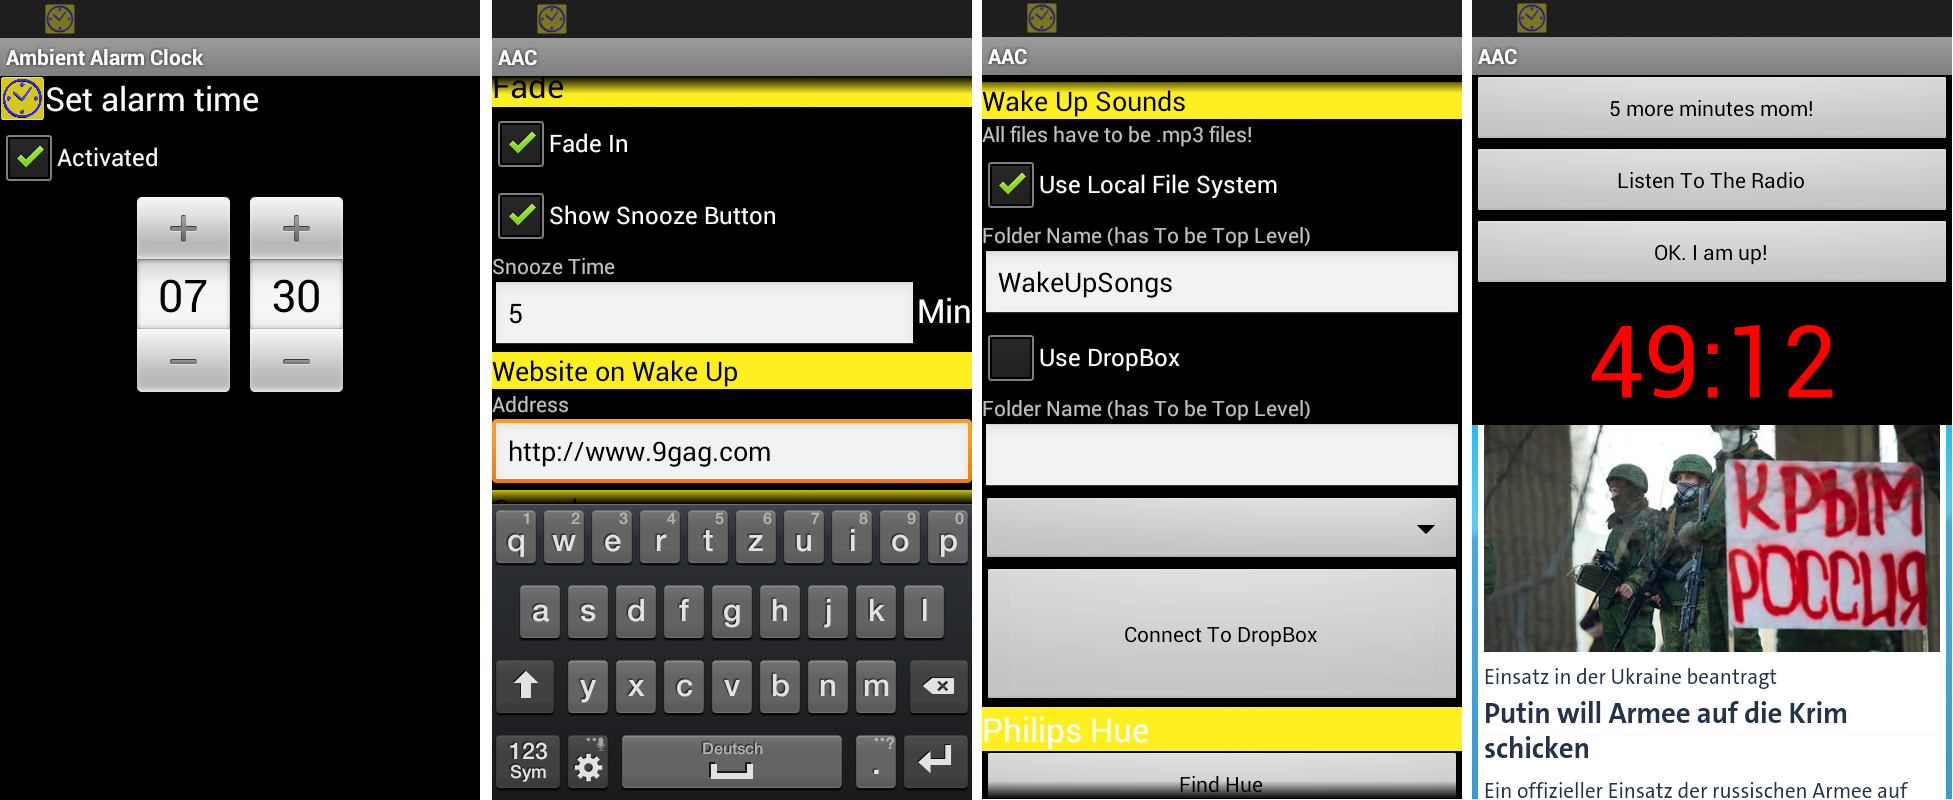 Ambient Alarm Clock
Set alarm time
Activated
+ +
07 30
− −
AAC
Fade
Fade In
Show Snooze Button
Snooze Time
5 Min
Website on Wake Up
Address
http://www.9gag.com
1 2 3 4 5 6 7 8 9 0
q w e r t z u i o p
a s d f g h j k l
y x c v b n m
123
Sym
Deutsch
. ...?
AAC
Wake Up Sounds
All files have to be .mp3 files!
Use Local File System
Folder Name (has To be Top Level)
WakeUpSongs
Use DropBox
Folder Name (has To be Top Level)
Connect To DropBox
Philips Hue
Find Hue
AAC
5 more minutes mom!
Listen To The Radio
OK. I am up!
49:12
КРЫМ
РОССИЯ
Einsatz in der Ukraine beantragt
Putin will Armee auf die Krim
schicken
Ein offizieller Einsatz der russischen Armee auf